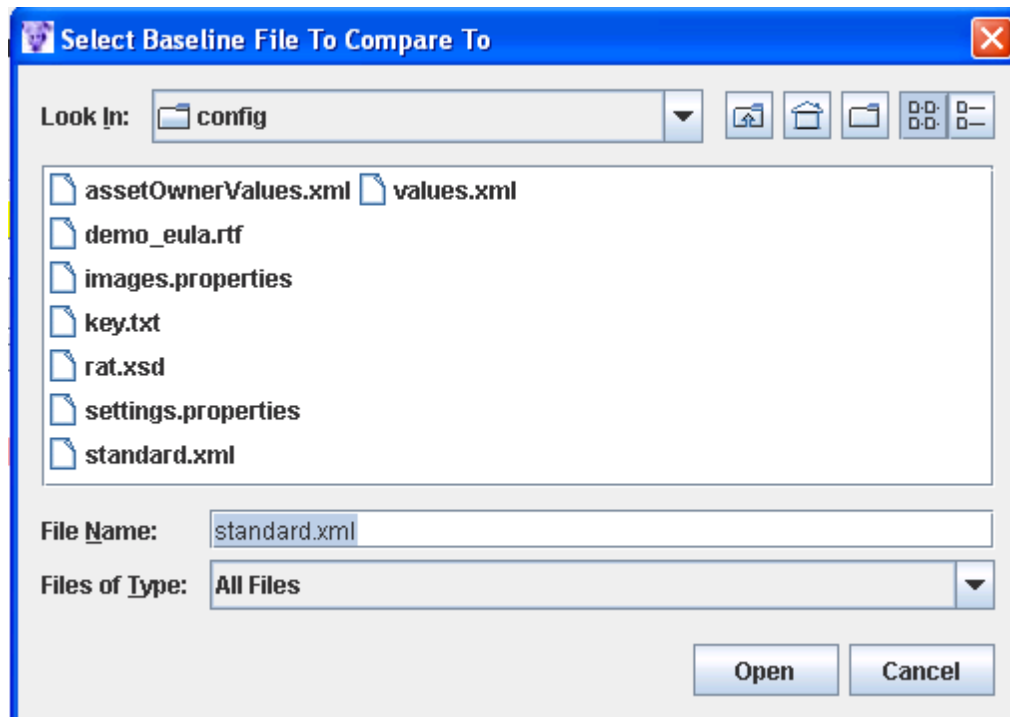 Select Baseline File To Compare To
Look In: config
assetOwnerValues.xml values.xml
demo_eula.rtf
images.properties
key.txt
rat.xsd
settings.properties
standard.xml
File Name: standard.xml
Files of Type: All Files
Open Cancel